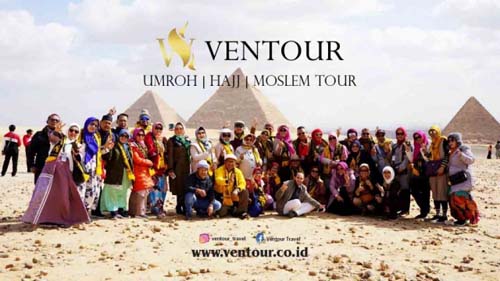 VENTOUR
UMROH | HAJJ | MOSLEM TOUR
ventour_travel Ventour Travel
www.ventour.co.id